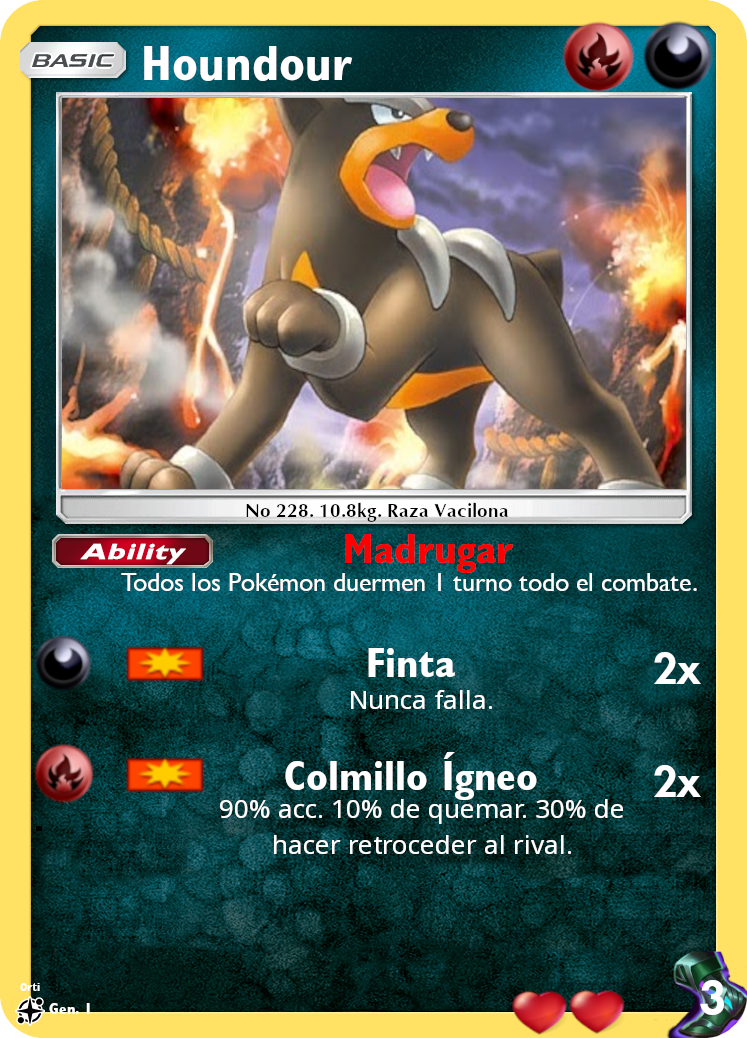 BASIC Houndour
No 228. 10.8kg. Raza Vacilona
Ability Madrugar
Todos los Pokémon duermen 1 turno todo el combate.
Finta 2x
Nunca falla.
Colmillo Ígneo 2x
90% acc. 10% de quemar. 30% de
hacer retroceder al rival.
Orti
Gen. 1
3